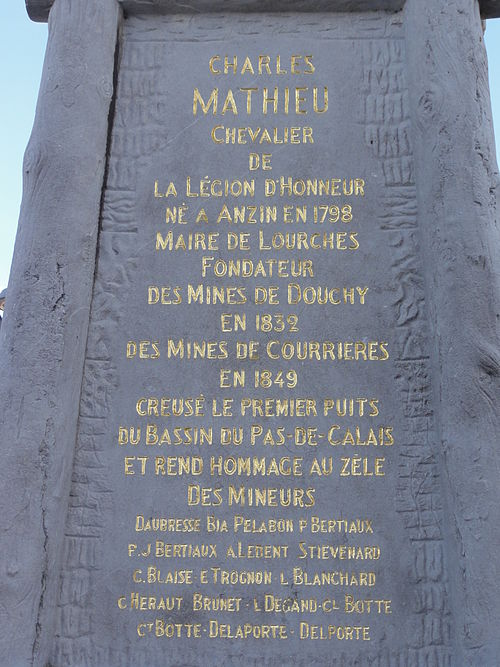 CHARLES
MATHIEU
CHEVALIER
DE
LA LÉGION D'HONNEUR
NÉ A ANZIN EN 1798
MAIRE DE LOURCHES
FONDATEUR
DES MINES DE DOUCHY
EN 1832
DES MINES DE COURRIERES
EN 1849
CREUSÉ LE PREMIER PUITS
DU BASSIN DU PAS-DE-CALAIS
ET REND HOMMAGE AU ZÈLE
DES MINEURS
DAUBRESSE BIA PELABON P BERTIAUX
F.J BERTIAUX A.LEDENT STIEVENARD
C.BLAISE E TROGNON-L BLANCHARD
C HERAUT BRUNET-L DEGAND-CL BOTTE
CT BOTTE-DELAPORTE-DELPORTE